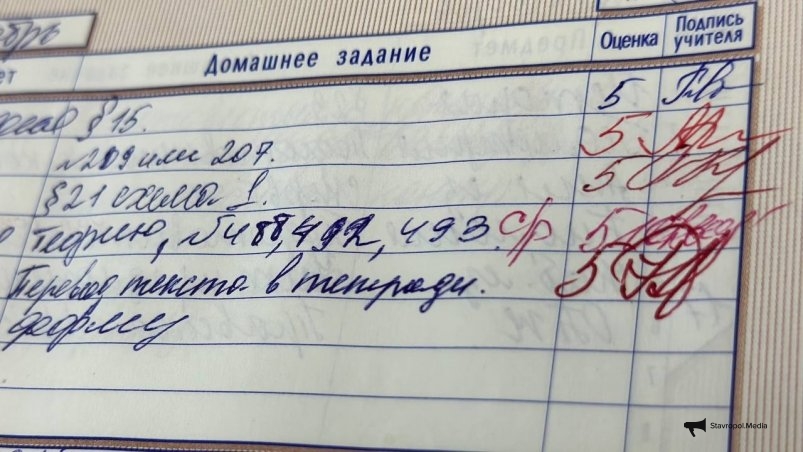 Домашнее задание
Оценка
Подпись учителя
§ 15. 5
№209 или 207. 5
§ 21 схема 1. 5
теорию, №488, 492, 493. с/р 5
Перевод текста в тетради. 5
форму
Stavropol.Media